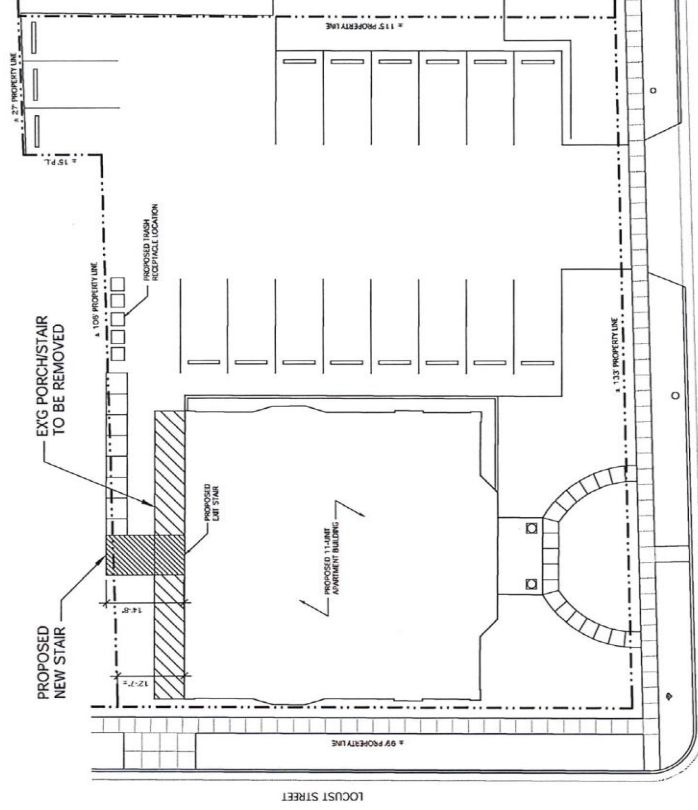 ± 115' PROPERTY LINE
± 27' PROPERTY LINE
± 15' P.L.
PROPOSED TRASH
RECEPTACLE LOCATION
± 106' PROPERTY LINE
EX'G PORCH/STAIR
TO BE REMOVED
± 133' PROPERTY LINE
PROPOSED
EXIT STAIR
PROPOSED 11-UNIT
APARTMENT BUILDING
PROPOSED
NEW STAIR
14'-8"
12'-7"±
± 99' PROPERTY LINE
LOCUST STREET